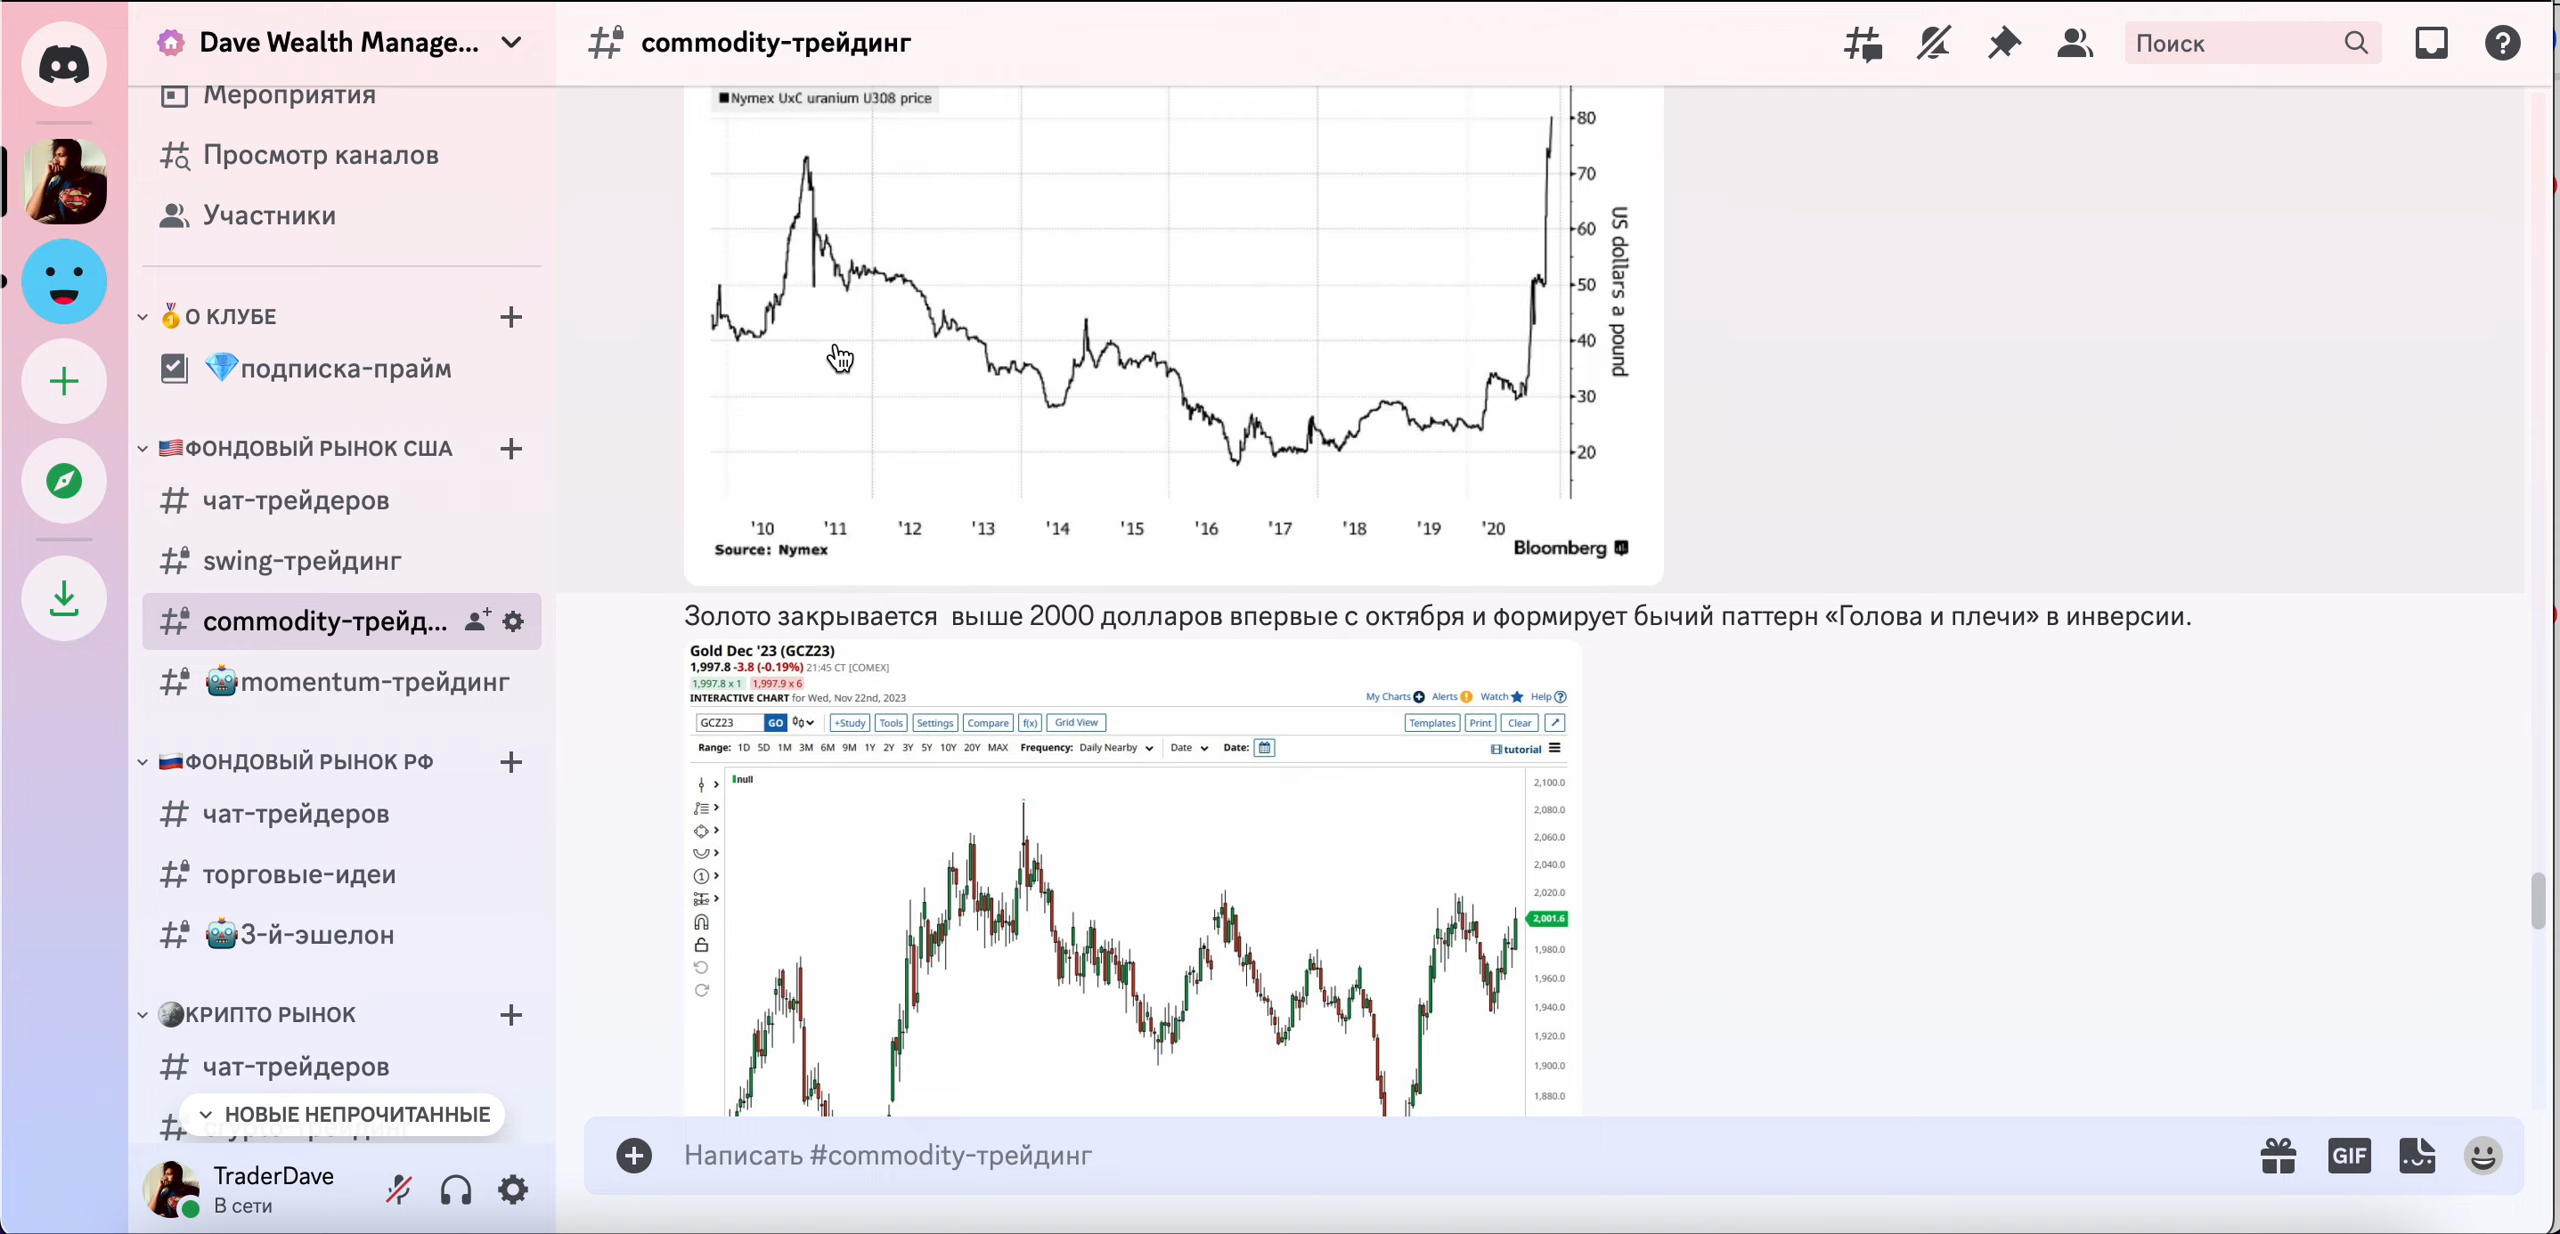 Dave Wealth Manage...
commodity-трейдинг
Поиск
Мероприятия
Просмотр каналов
Участники
О КЛУБЕ
подписка-прайм
ФОНДОВЫЙ РЫНОК США
чат-трейдеров
swing-трейдинг
commodity-трейд...
momentum-трейдинг
ФОНДОВЫЙ РЫНОК РФ
чат-трейдеров
торговые-идеи
3-й-эшелон
КРИПТО РЫНОК
чат-трейдеров
НОВЫЕ НЕПРОЧИТАННЫЕ
TraderDave
В сети
Nymex UxC uranium U308 price
80
70
60
50
40
30
20
US dollars a pound
'10 '11 '12 '13 '14 '15 '16 '17 '18 '19 '20
Source: Nymex
Bloomberg
Золото закрывается выше 2000 долларов впервые с октября и формирует бычий паттерн «Голова и плечи» в инверсии.
Gold Dec '23 (GCZ23)
1,997.8 -3.8 (-0.19%) 21:45 CT [COMEX]
1,997.8 x 1 1,997.9 x 6
INTERACTIVE CHART for Wed, Nov 22nd, 2023
My Charts Alerts Watch Help
GCZ23 GO +Study Tools Settings Compare f(x) Grid View Templates Print Clear
Range: 1D 5D 1M 3M 6M 9M 1Y 2Y 3Y 5Y 10Y 20Y MAX Frequency: Daily Nearby Date Date: tutorial
null
2,100.0
2,080.0
2,060.0
2,040.0
2,020.0
2,001.6
1,980.0
1,960.0
1,940.0
1,920.0
1,900.0
1,880.0
Написать #commodity-трейдинг
GIF